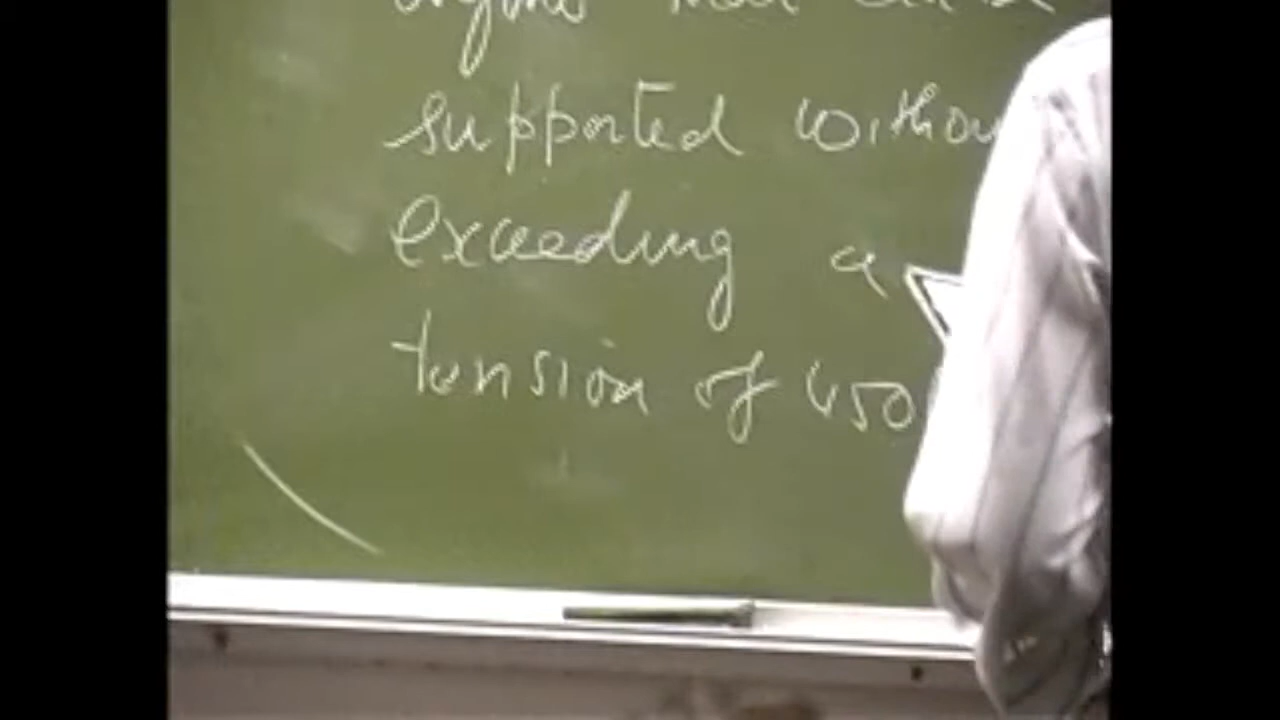 supported withou
exceeding a
tension of 450